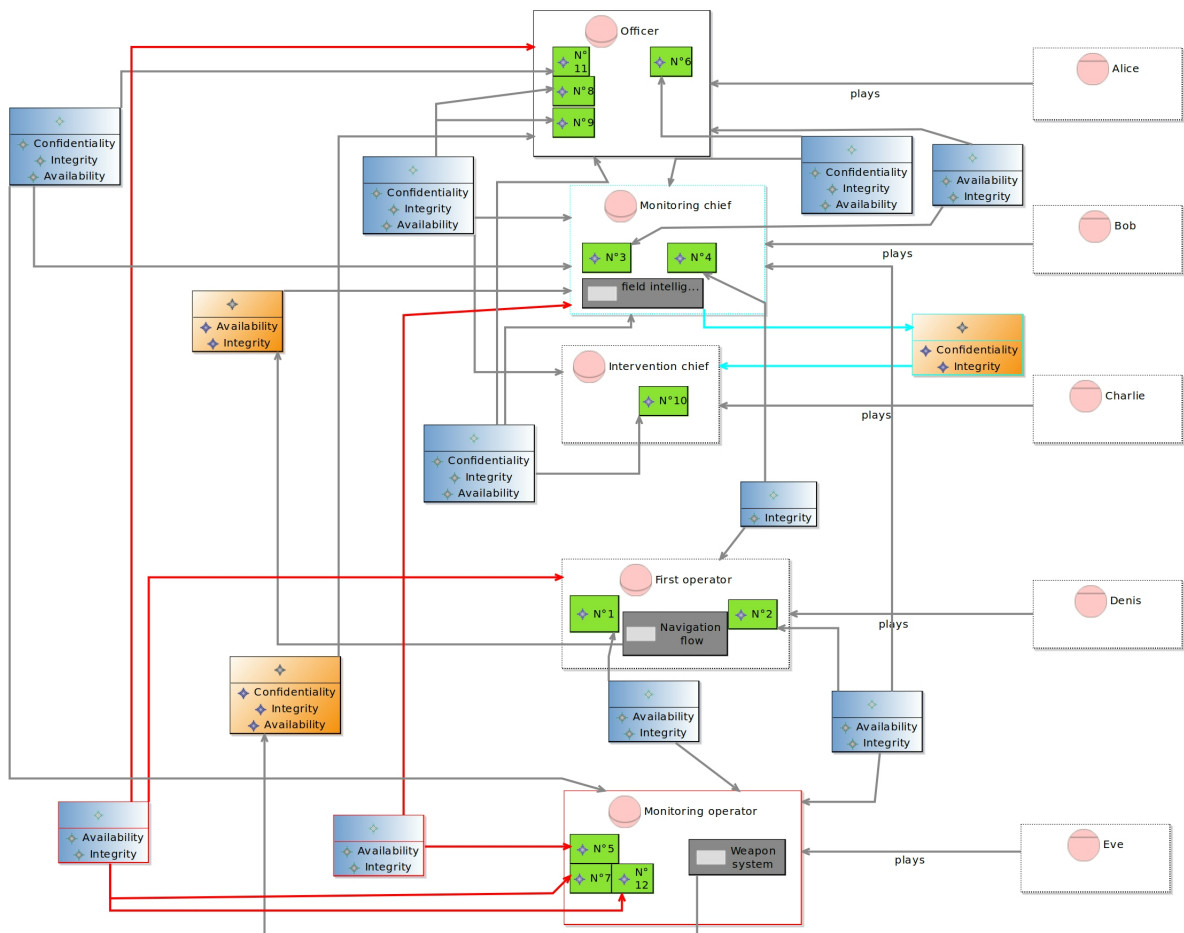 Officer
N°
11
N°8
N°9
N°6
Alice
plays
Confidentiality
Integrity
Availability
Confidentiality
Integrity
Availability
Confidentiality
Integrity
Availability
Availability
Integrity
Monitoring chief
N°3
N°4
field intellig...
Bob
plays
Availability
Integrity
Confidentiality
Integrity
Intervention chief
N°10
Charlie
plays
Confidentiality
Integrity
Availability
Integrity
First operator
N°1
Navigation
flow
N°2
Denis
plays
Confidentiality
Integrity
Availability
Availability
Integrity
Availability
Integrity
Monitoring operator
N°5
N°7
N°
12
Weapon
system
Eve
plays
Availability
Integrity
Availability
Integrity